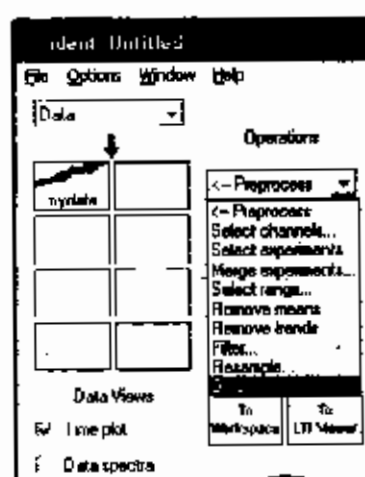 ident Untitled
File Options Window Help
Data
Operations
<-- Preprocess
mydata
<-- Preprocess
Select channels...
Select experiments...
Merge experiments...
Select range...
Remove means
Remove trends
Filter...
Resample...
Data Views
To Workspace
To LTI Viewer
Time plot
Data spectra